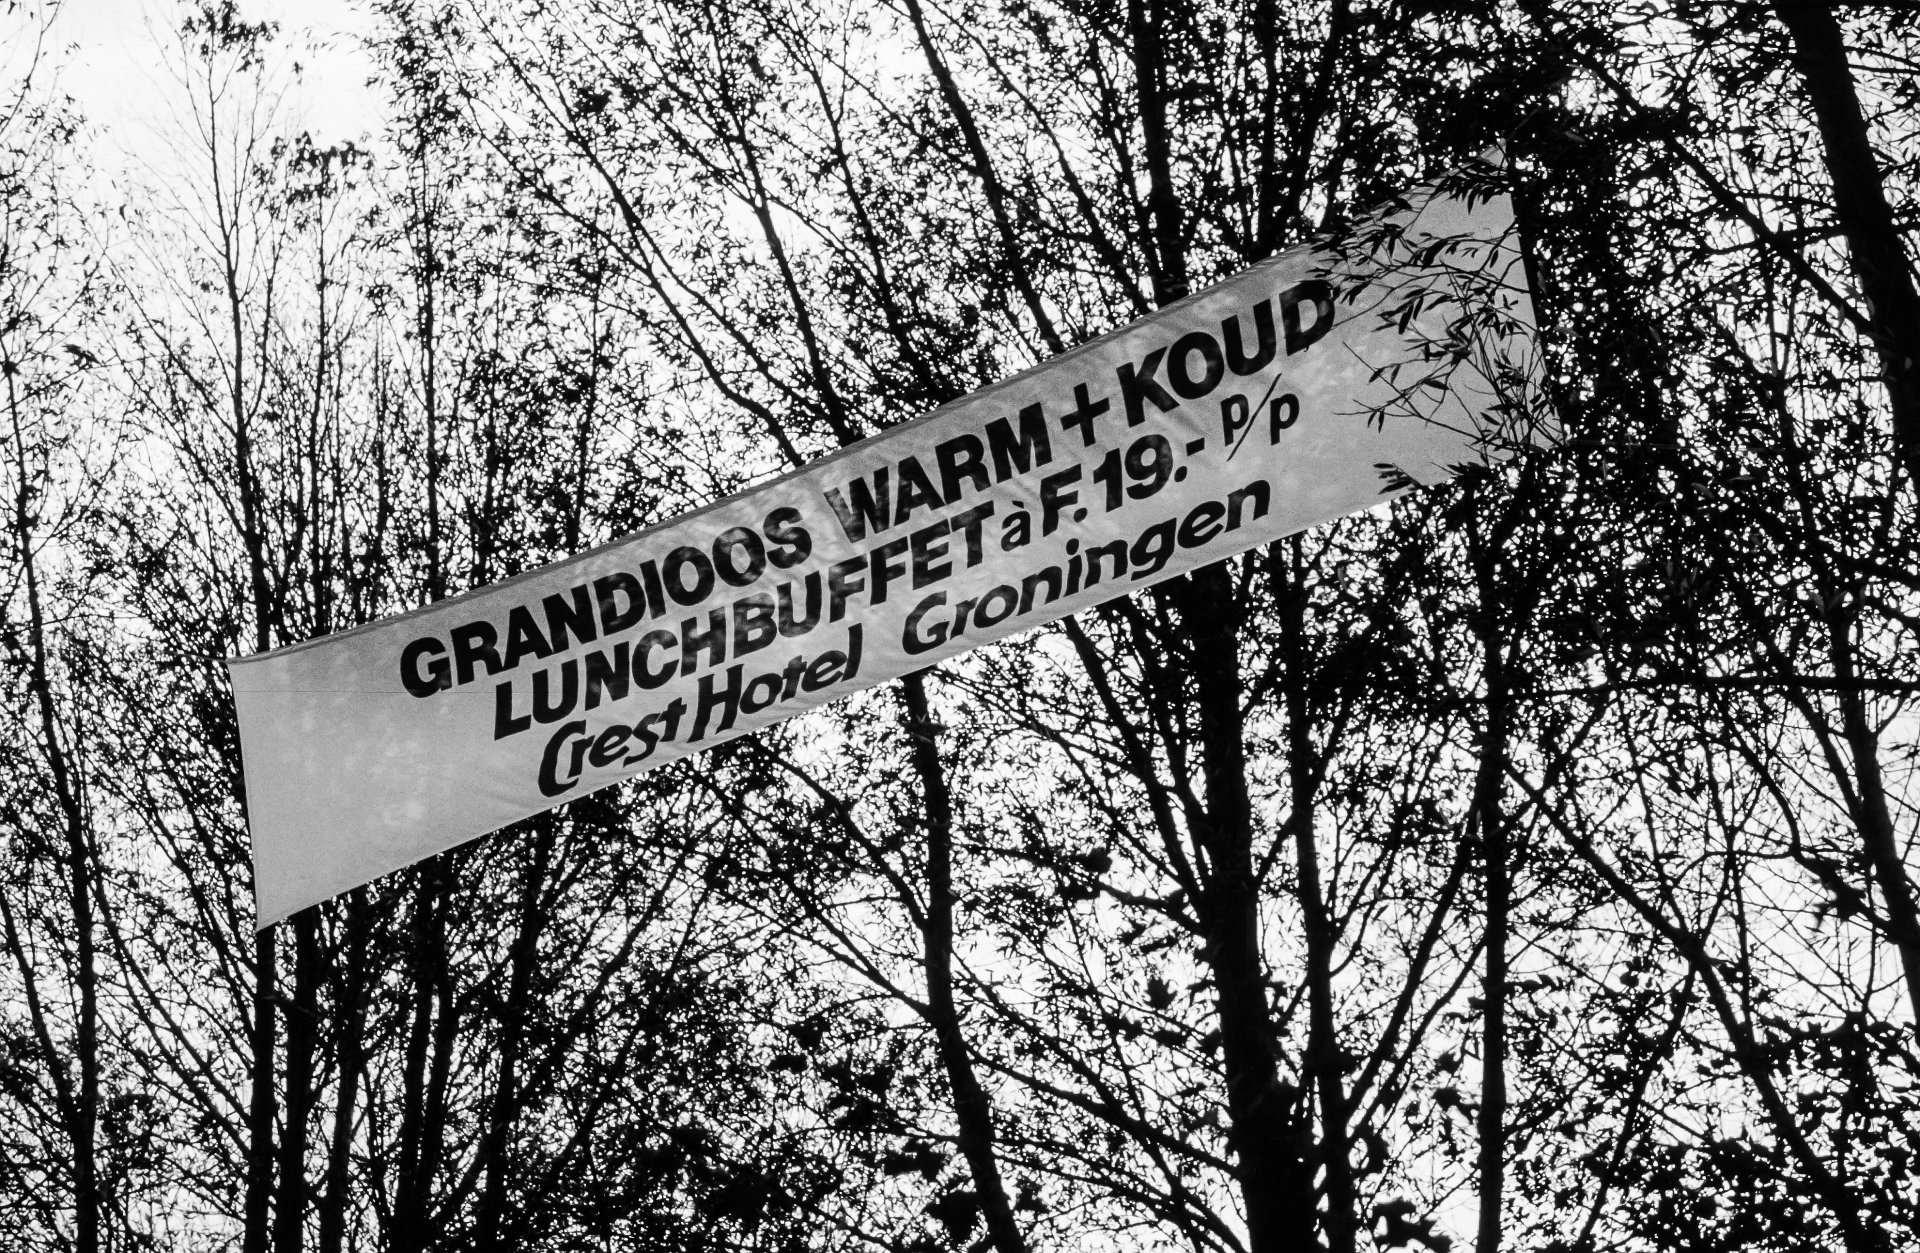 GRANDIOOS WARM + KOUD
LUNCHBUFFET à F. 19.- p/p
Crest Hotel Groningen